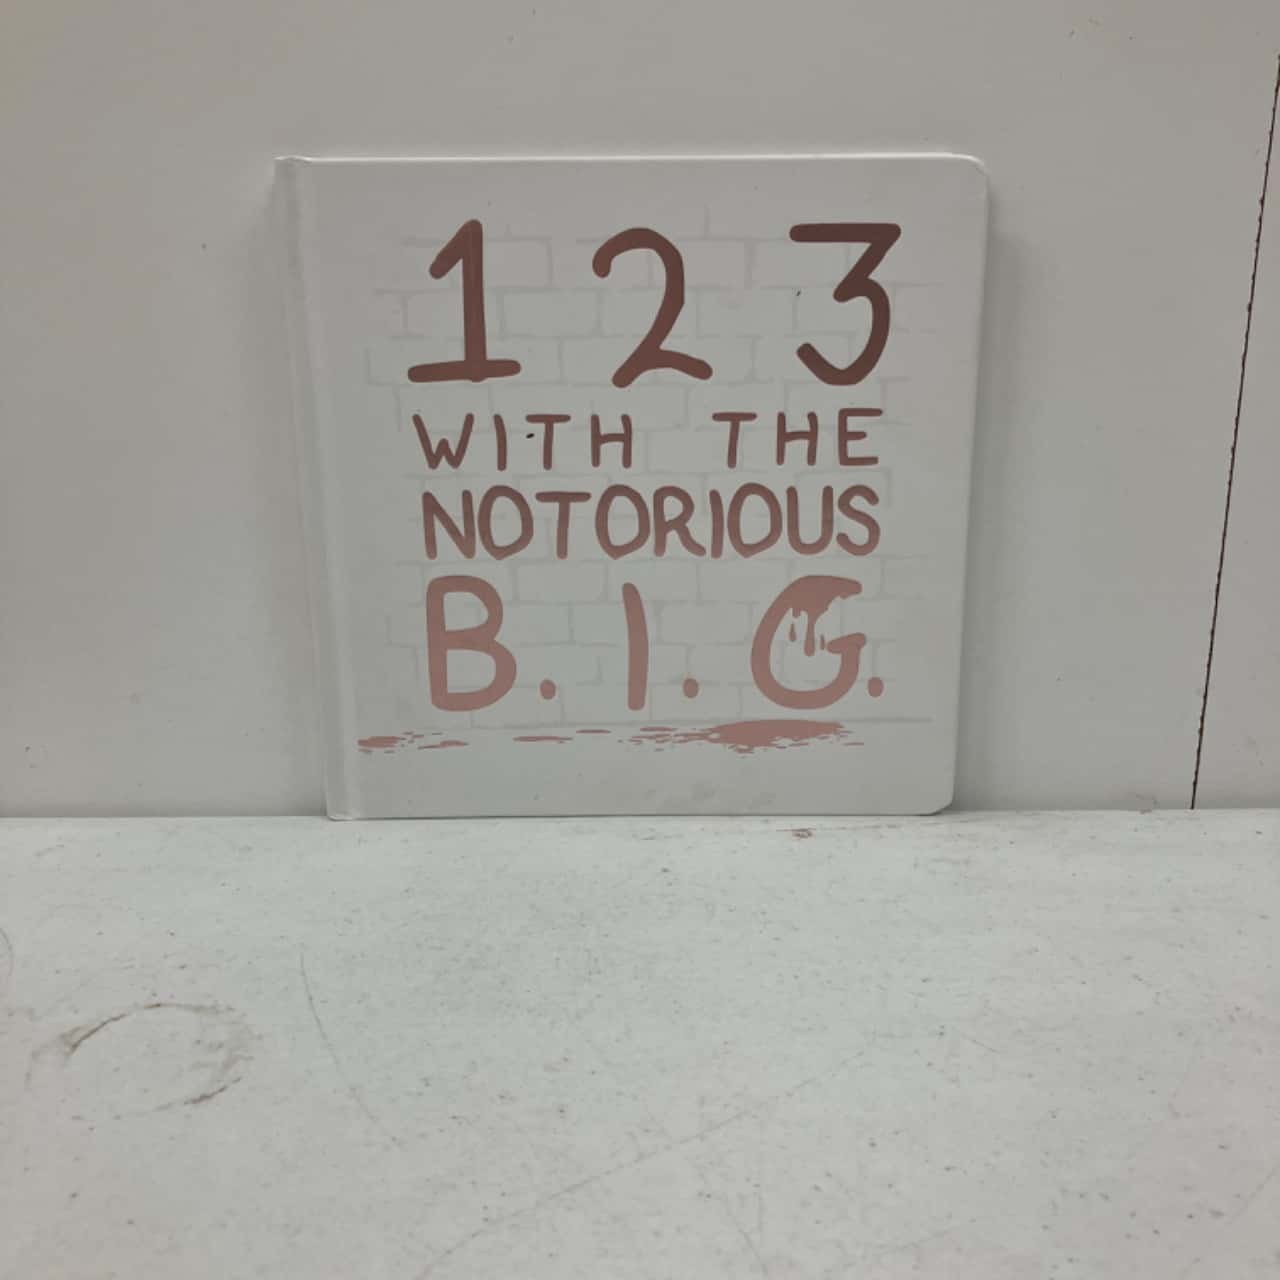 1 2 3
WITH THE
NOTORIOUS
B. I. G.